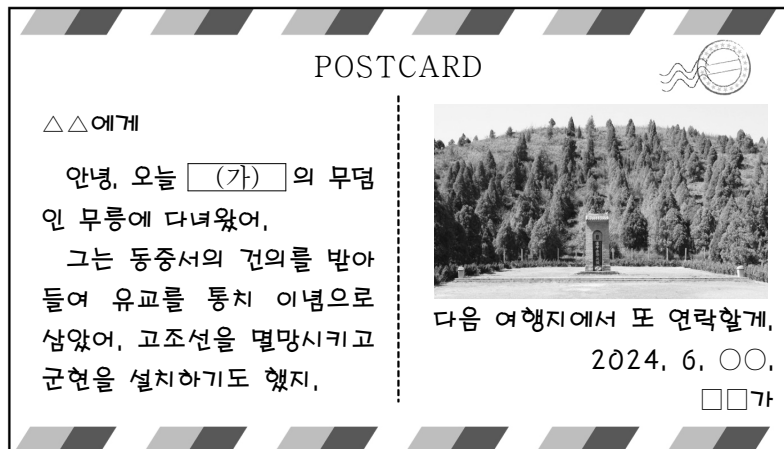 POSTCARD
△△에게
안녕, 오늘 (가) 의 무덤
인 무릉에 다녀왔어,
그는 동중서의 건의를 받아
들여 유교를 통치 이념으로
삼았어, 고조선을 멸망시키고
군현을 설치하기도 했지,
다음 여행지에서 또 연락할게,
2024, 6, ○○,
□□가